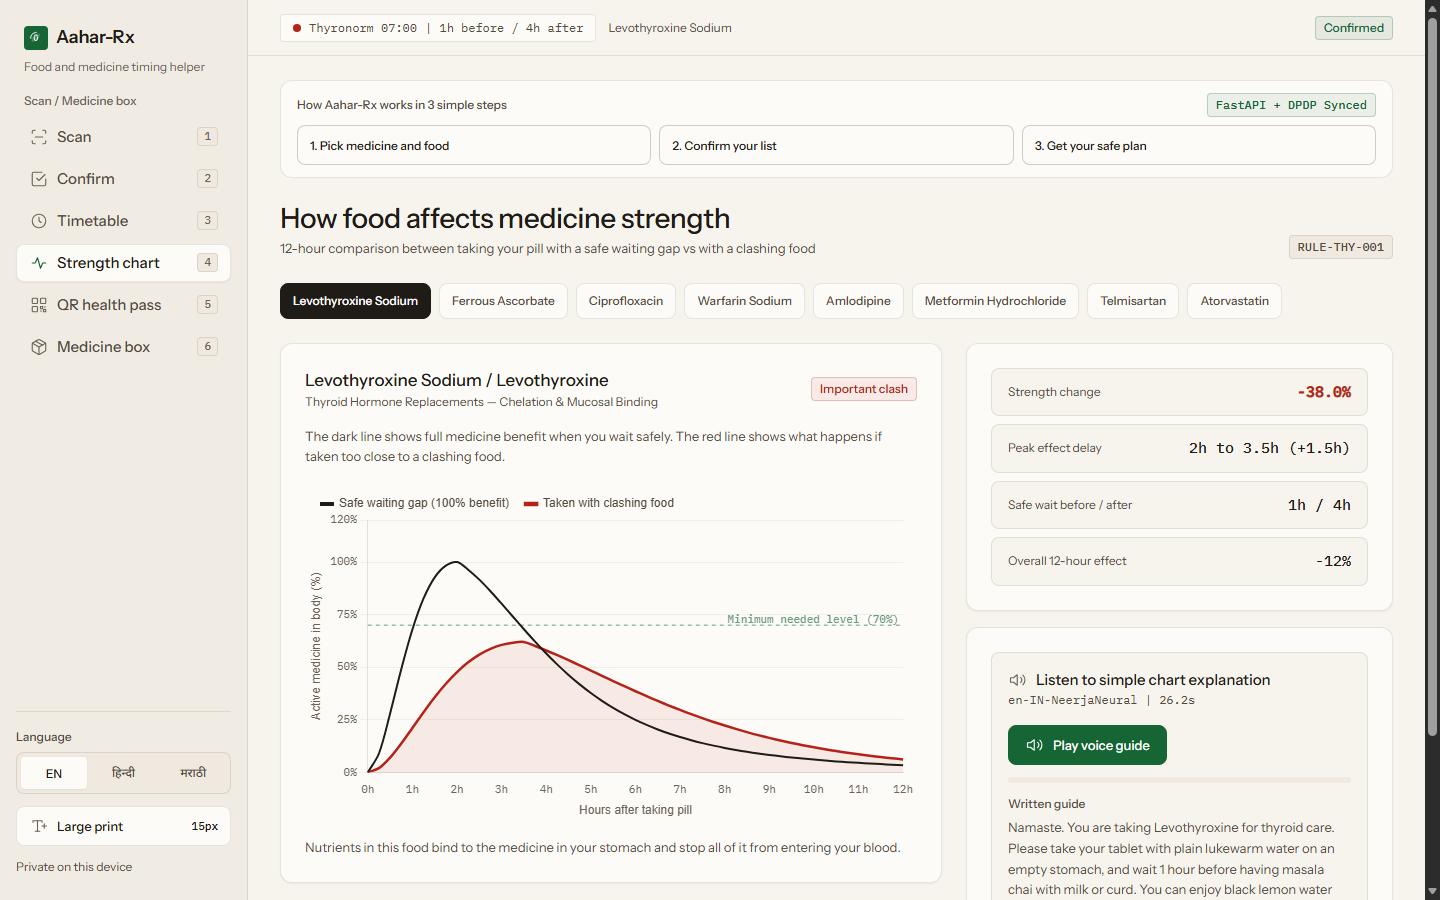 Aahar-Rx
Food and medicine timing helper
Scan / Medicine box
Scan 1
Confirm 2
Timetable 3
Strength chart 4
QR health pass 5
Medicine box 6
Language
EN हिन्दी मराठी
Large print 15px
Private on this device
Thyronorm 07:00 | 1h before / 4h after Levothyroxine Sodium Confirmed
How Aahar-Rx works in 3 simple steps FastAPI + DPDP Synced
1. Pick medicine and food 2. Confirm your list 3. Get your safe plan
How food affects medicine strength
12-hour comparison between taking your pill with a safe waiting gap vs with a clashing food
RULE-THY-001
Levothyroxine Sodium Ferrous Ascorbate Ciprofloxacin Warfarin Sodium Amlodipine Metformin Hydrochloride Telmisartan Atorvastatin
Levothyroxine Sodium / Levothyroxine
Thyroid Hormone Replacements — Chelation & Mucosal Binding
Important clash
The dark line shows full medicine benefit when you wait safely. The red line shows what happens if
taken too close to a clashing food.
Safe waiting gap (100% benefit) Taken with clashing food
120%
100%
75%
50%
25%
0%
Active medicine in body (%)
Minimum needed level (70%)
0h 1h 2h 3h 4h 5h 6h 7h 8h 9h 10h 11h 12h
Hours after taking pill
Nutrients in this food bind to the medicine in your stomach and stop all of it from entering your blood.
Strength change -38.0%
Peak effect delay 2h to 3.5h (+1.5h)
Safe wait before / after 1h / 4h
Overall 12-hour effect -12%
Listen to simple chart explanation
en-IN-NeerjaNeural | 26.2s
Play voice guide
Written guide
Namaste. You are taking Levothyroxine for thyroid care.
Please take your tablet with plain lukewarm water on an
empty stomach, and wait 1 hour before having masala
chai with milk or curd. You can enjoy black lemon water